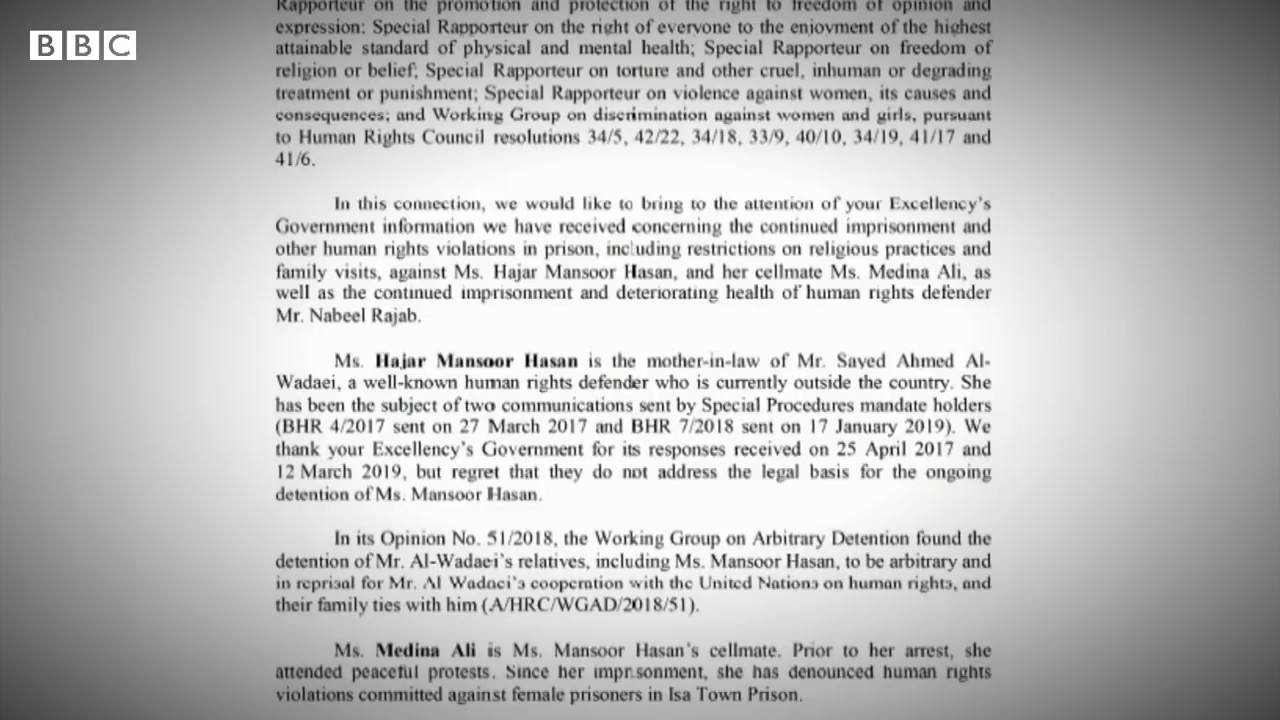 BBC
Rapporteur on the promotion and protection of the right to freedom of opinion and
expression; Special Rapporteur on the right of everyone to the enjoyment of the highest
attainable standard of physical and mental health; Special Rapporteur on freedom of
religion or belief; Special Rapporteur on torture and other cruel, inhuman or degrading
treatment or punishment; Special Rapporteur on violence against women, its causes and
consequences; and Working Group on discrimination against women and girls, pursuant
to Human Rights Council resolutions 34/5, 42/22, 34/18, 33/9, 40/10, 34/19, 41/17 and
41/6.
In this connection, we would like to bring to the attention of your Excellency's
Government information we have received concerning the continued imprisonment and
other human rights violations in prison, including restrictions on religious practices and
family visits, against Ms. Hajar Mansoor Hasan, and her cellmate Ms. Medina Ali, as
well as the continued imprisonment and deteriorating health of human rights defender
Mr. Nabeel Rajab.
Ms. Hajar Mansoor Hasan is the mother-in-law of Mr. Sayed Ahmed Al-
Wadaei, a well-known human rights defender who is currently outside the country. She
has been the subject of two communications sent by Special Procedures mandate holders
(BHR 4/2017 sent on 27 March 2017 and BHR 7/2018 sent on 17 January 2019). We
thank your Excellency's Government for its responses received on 25 April 2017 and
12 March 2019, but regret that they do not address the legal basis for the ongoing
detention of Ms. Mansoor Hasan.
In its Opinion No. 51/2018, the Working Group on Arbitrary Detention found the
detention of Mr. Al-Wadaei's relatives, including Ms. Mansoor Hasan, to be arbitrary and
in reprisal for Mr. Al Wadaei's cooperation with the United Nations on human rights, and
their family ties with him (A/HRC/WGAD/2018/51).
Ms. Medina Ali is Ms. Mansoor Hasan's cellmate. Prior to her arrest, she
attended peaceful protests. Since her imprisonment, she has denounced human rights
violations committed against female prisoners in Isa Town Prison.